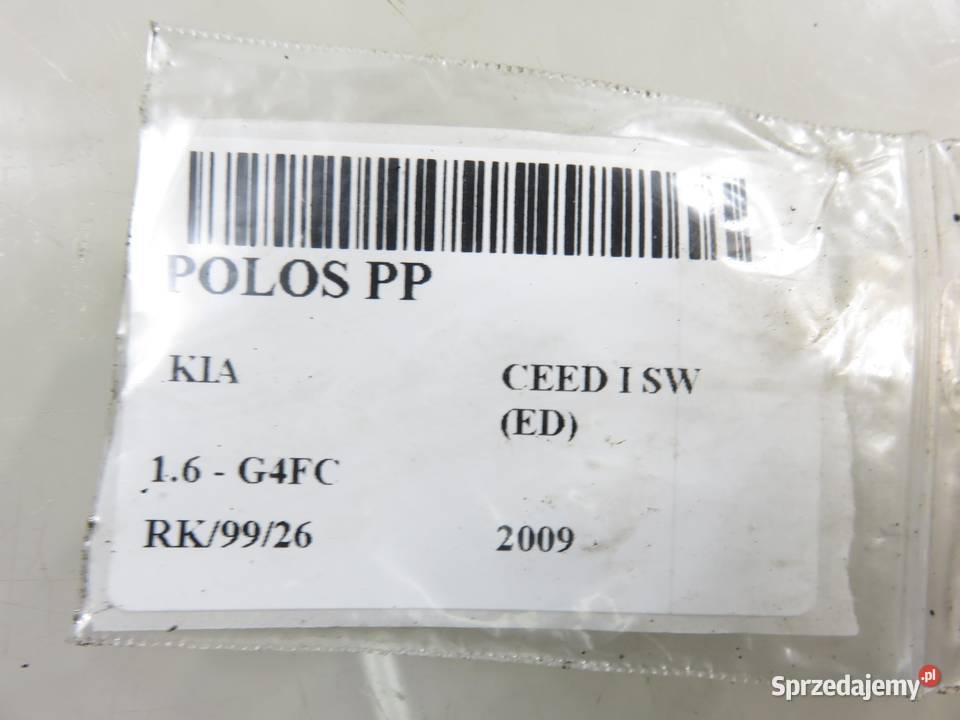 POLOS PP
KIA
CEED I SW
(ED)
1.6 - G4FC
RK/99/26
2009
Sprzedajemy.pl